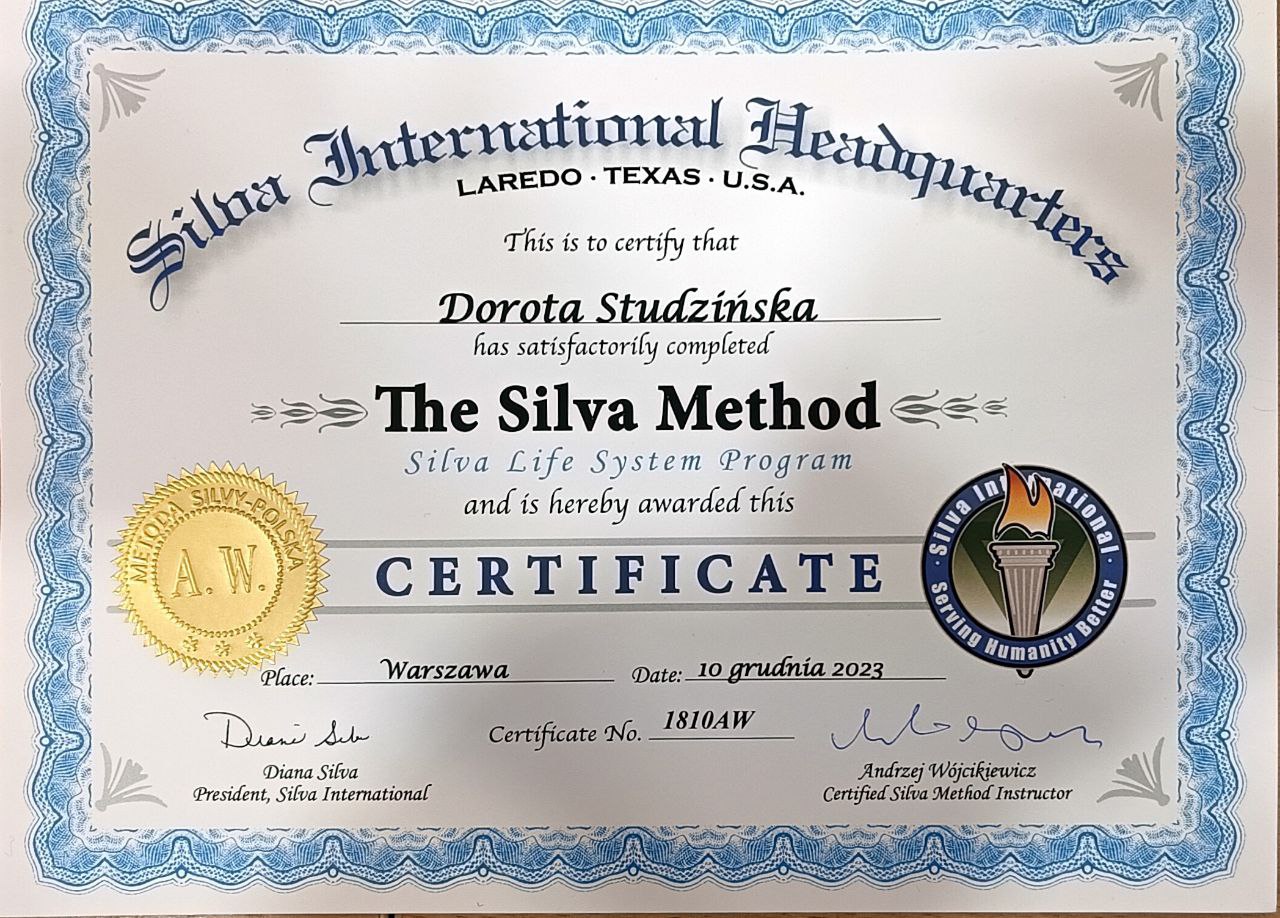 Silva International Headquarters
LAREDO · TEXAS · U.S.A.
This is to certify that
Dorota Studzińska
has satisfactorily completed
The Silva Method
Silva Life System Program
and is hereby awarded this
CERTIFICATE
METODA SILVY-POLSKA
A. W.
Silva International
Serving Humanity Better
Place: Warszawa Date: 10 grudnia 2023
Certificate No. 1810AW
Diana Silva
Diana Silva
President, Silva International
Andrzej Wójcikiewicz
Certified Silva Method Instructor